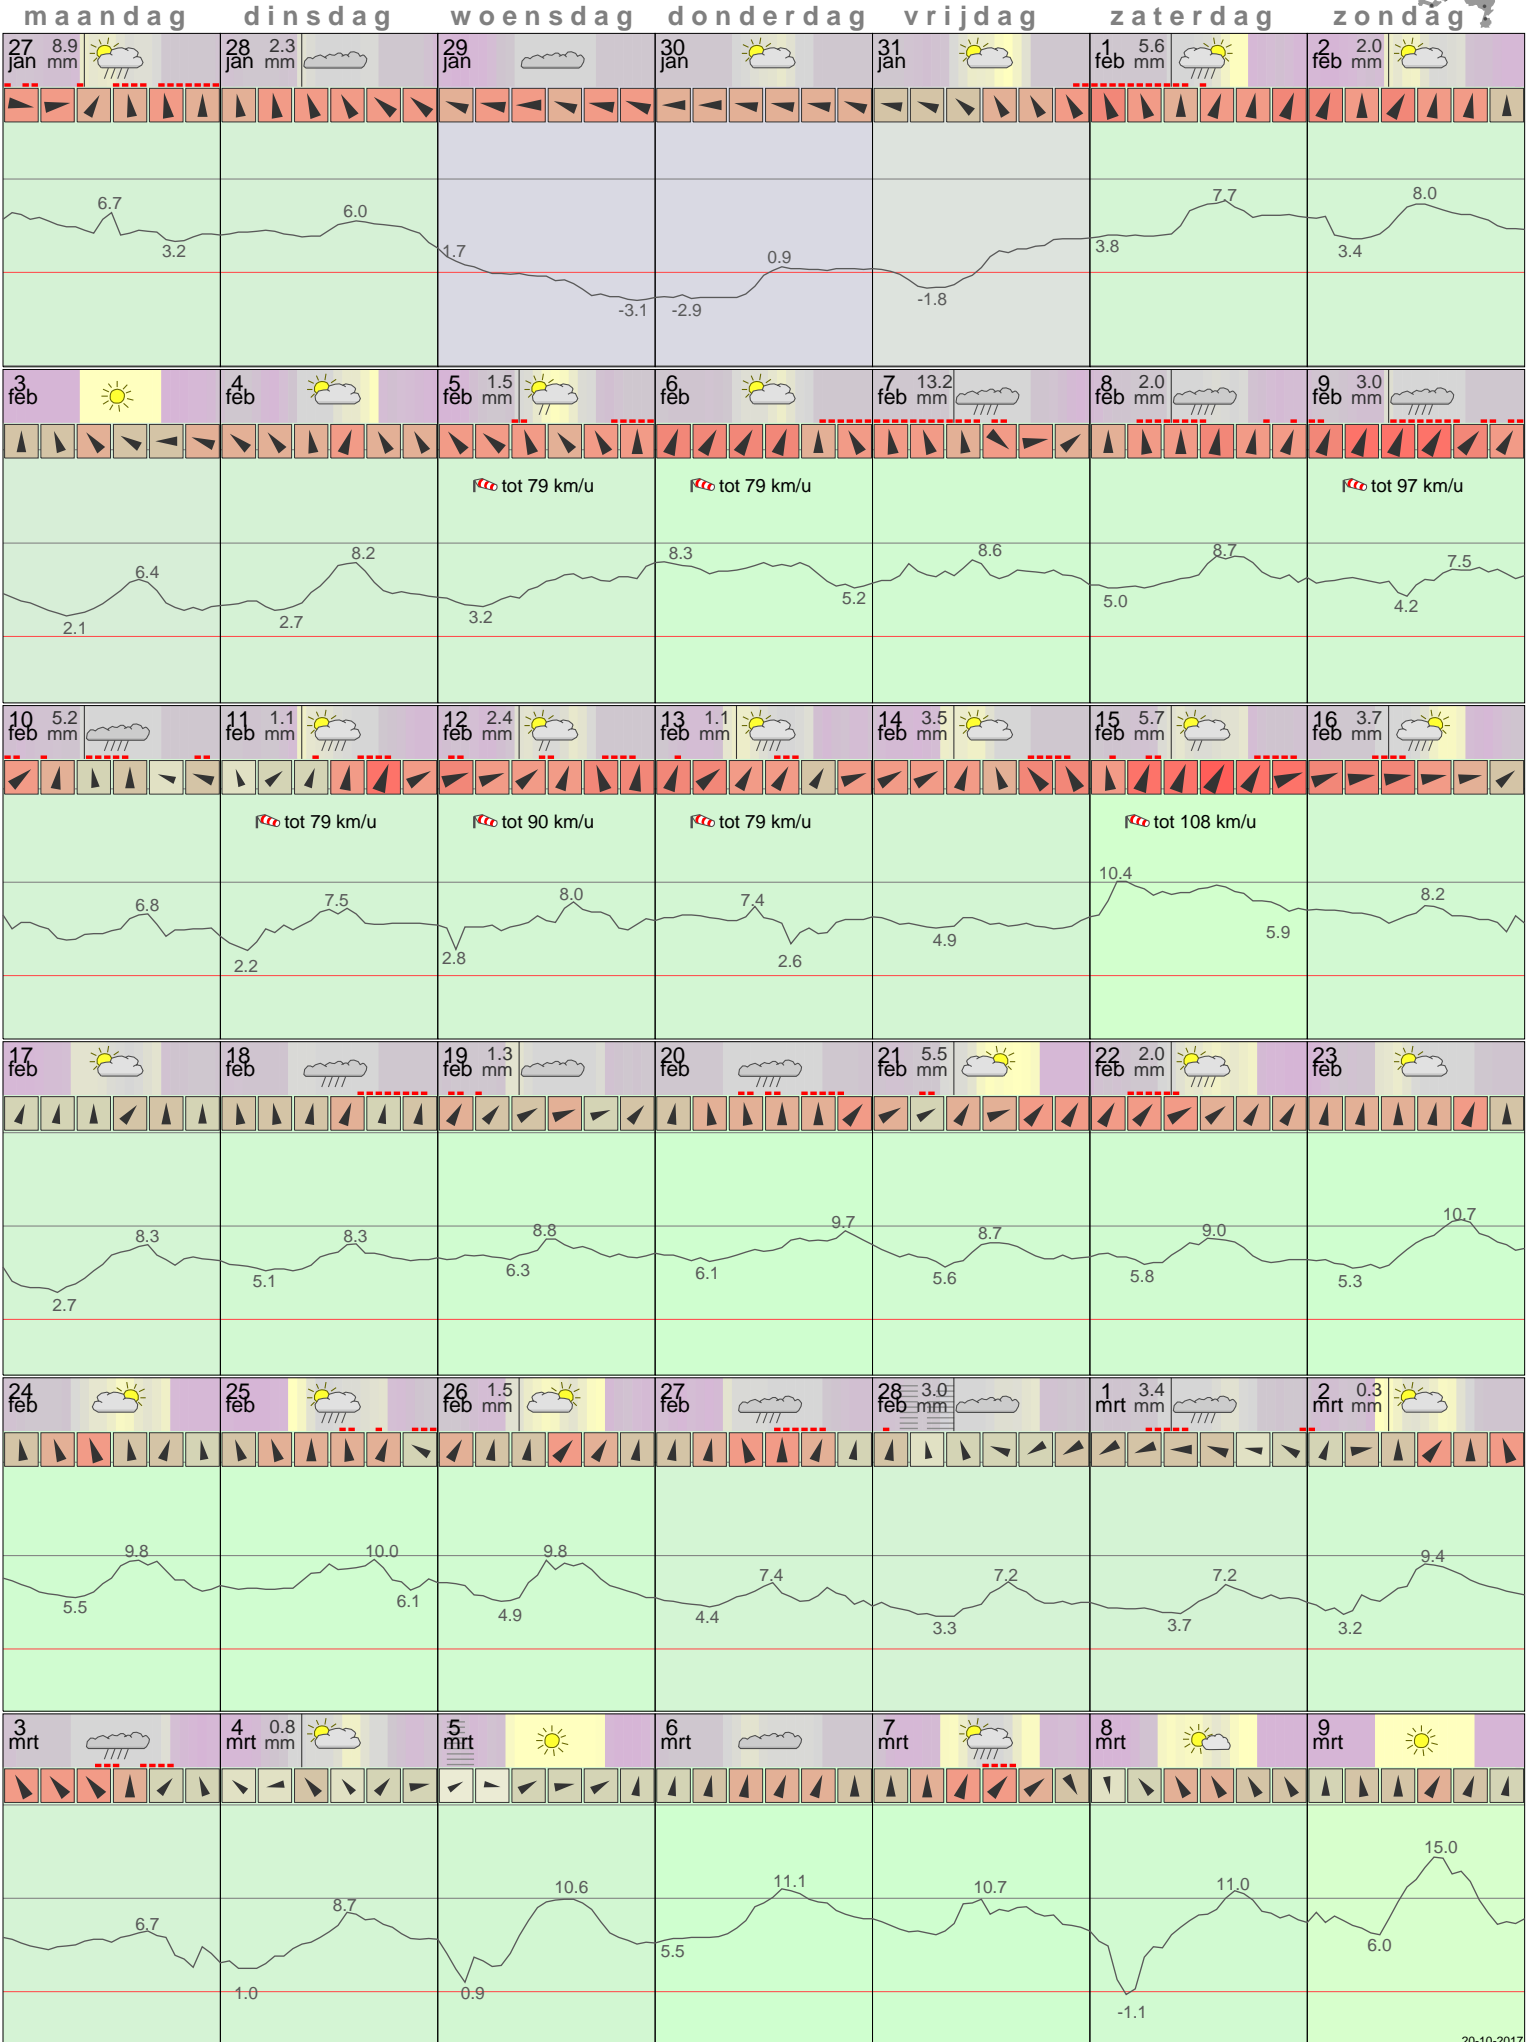 maandag dinsdag woensdag donderdag vrijdag zaterdag zondag
27 jan 8.9 mm 28 jan 2.3 mm 29 jan 30 jan 31 jan 1 feb 5.6 mm 2 feb 2.0 mm
6.7 3.2 6.0 1.7 -3.1 -2.9 0.9 -1.8 3.8 7.7 3.4 8.0
3 feb 4 feb 5 feb 1.5 mm 6 feb 7 feb 13.2 mm 8 feb 2.0 mm 9 feb 3.0 mm
tot 79 km/u tot 79 km/u tot 97 km/u
2.1 6.4 2.7 8.2 3.2 8.3 5.2 8.6 5.0 8.7 4.2 7.5
10 feb 5.2 mm 11 feb 1.1 mm 12 feb 2.4 mm 13 feb 1.1 mm 14 feb 3.5 mm 15 feb 5.7 mm 16 feb 3.7 mm
tot 79 km/u tot 90 km/u tot 79 km/u tot 108 km/u
6.8 2.2 7.5 2.8 8.0 7.4 2.6 4.9 10.4 5.9 8.2
17 feb 18 feb 19 feb 1.3 mm 20 feb 21 feb 5.5 mm 22 feb 2.0 mm 23 feb
2.7 8.3 5.1 8.3 6.3 8.8 6.1 9.7 5.6 8.7 5.8 9.0 5.3 10.7
24 feb 25 feb 26 feb 1.5 mm 27 feb 28 feb 3.0 mm 1 mrt 3.4 mm 2 mrt 0.3 mm
5.5 9.8 10.0 6.1 4.9 9.8 4.4 7.4 3.3 7.2 3.7 7.2 3.2 9.4
3 mrt 4 mrt 0.8 mm 5 mrt 6 mrt 7 mrt 8 mrt 9 mrt
6.7 1.0 8.7 0.9 10.6 5.5 11.1 10.7 -1.1 11.0 6.0 15.0
20-10-2017